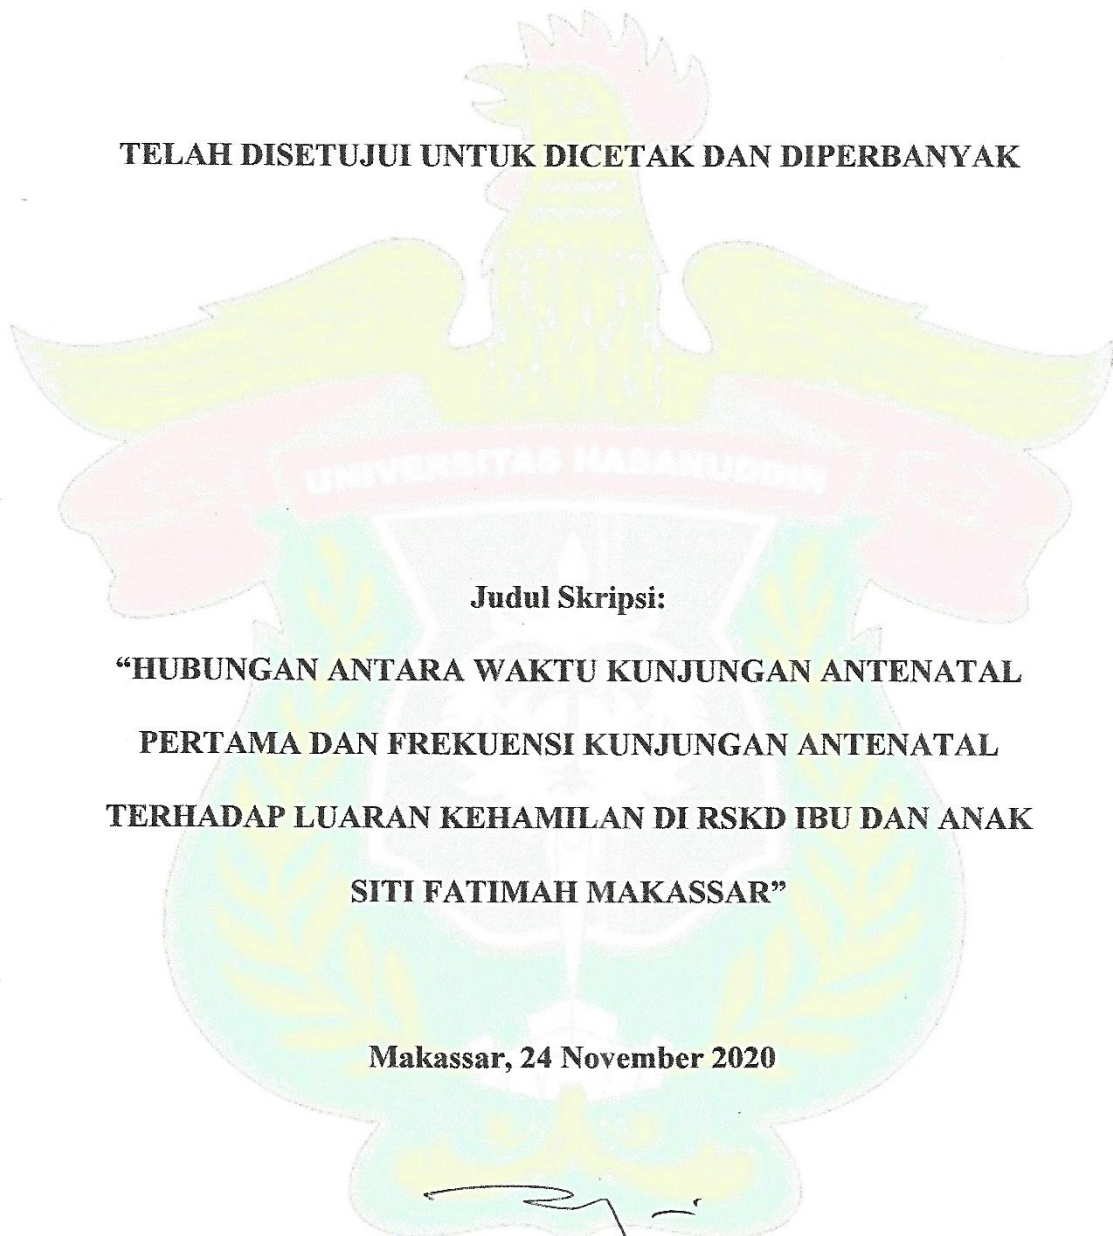 TELAH DISETUJUI UNTUK DICETAK DAN DIPERBANYAK
UNIVERSITAS HASANUDDIN
Judul Skripsi:
“HUBUNGAN ANTARA WAKTU KUNJUNGAN ANTENATAL
PERTAMA DAN FREKUENSI KUNJUNGAN ANTENATAL
TERHADAP LUARAN KEHAMILAN DI RSKD IBU DAN ANAK
SITI FATIMAH MAKASSAR”
Makassar, 24 November 2020